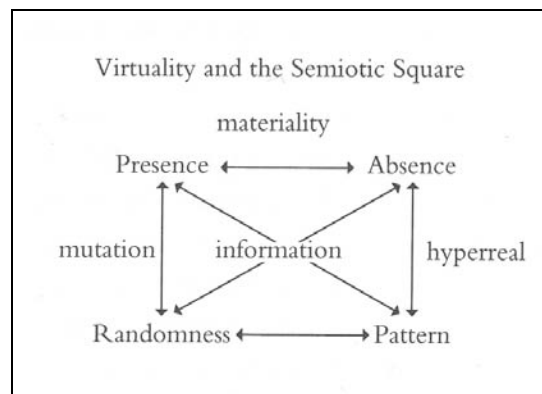 Virtuality and the Semiotic Square
materiality
Presence Absence
mutation information hyperreal
Randomness Pattern